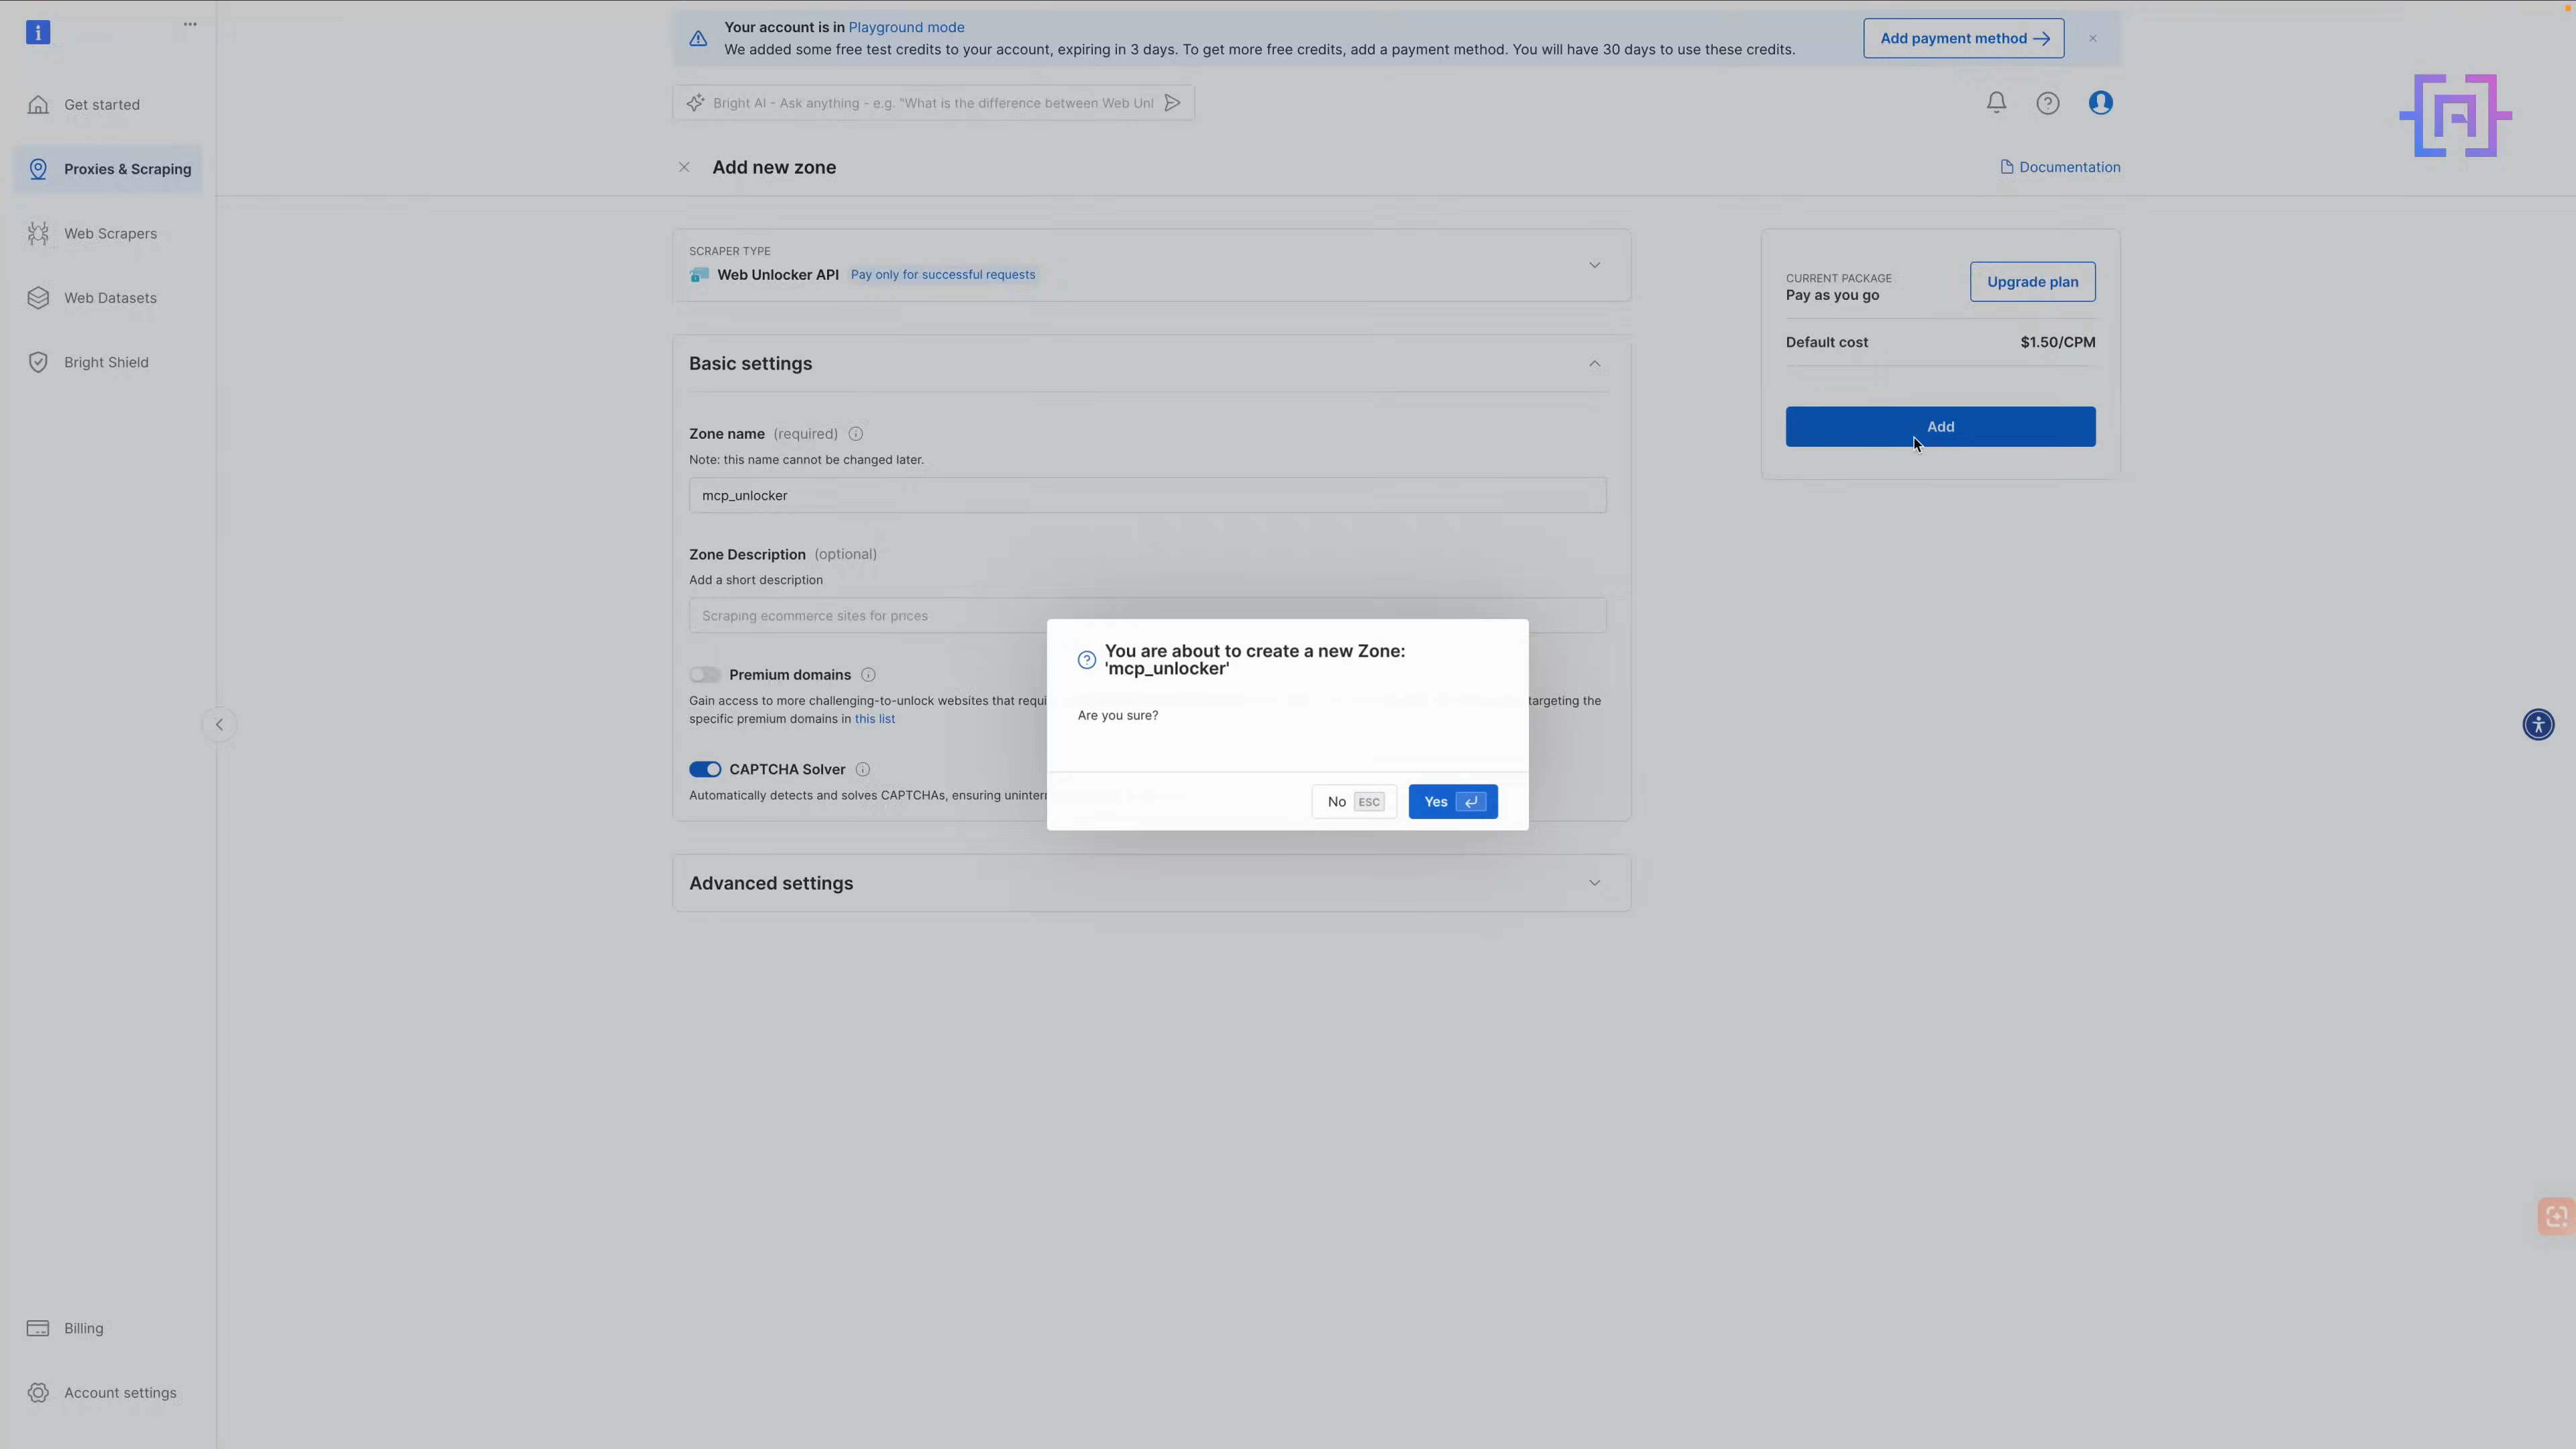 Your account is in Playground mode
We added some free test credits to your account, expiring in 3 days. To get more free credits, add a payment method. You will have 30 days to use these credits.
Add payment method
Get started
Proxies & Scraping
Web Scrapers
Web Datasets
Bright Shield
Billing
Account settings
Bright AI - Ask anything - e.g. "What is the difference between Web Unl
Add new zone
Documentation
SCRAPER TYPE
Web Unlocker API Pay only for successful requests
Basic settings
Zone name (required)
Note: this name cannot be changed later.
mcp_unlocker
Zone Description (optional)
Add a short description
Scraping ecommerce sites for prices
Premium domains
Gain access to more challenging-to-unlock websites that requi
targeting the
specific premium domains in this list
CAPTCHA Solver
Automatically detects and solves CAPTCHAs, ensuring uninterr
Advanced settings
CURRENT PACKAGE
Pay as you go
Upgrade plan
Default cost $1.50/CPM
Add
You are about to create a new Zone:
'mcp_unlocker'
Are you sure?
No ESC
Yes